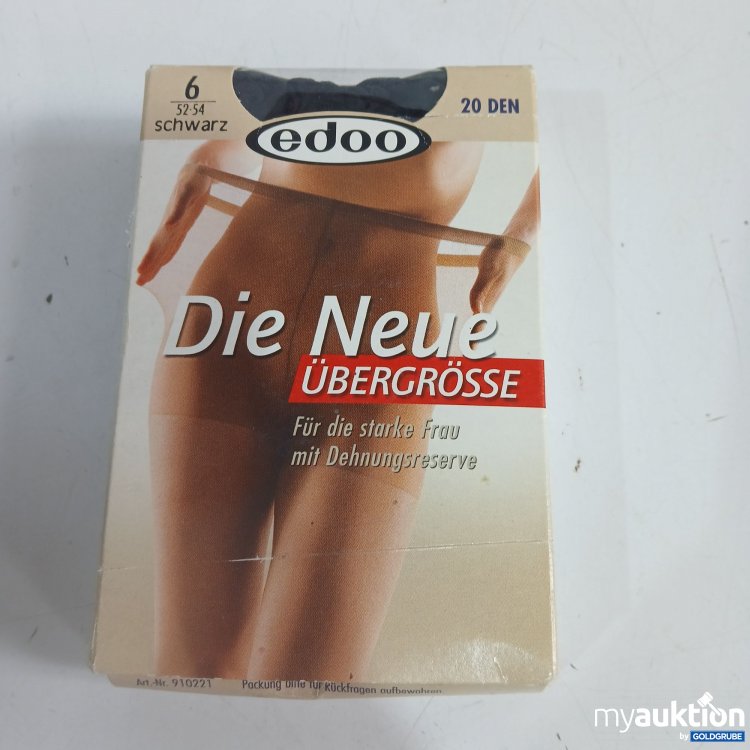 6
52-54
schwarz
20 DEN
edoo
Die Neue
ÜBERGRÖSSE
Für die starke Frau
mit Dehnungsreserve
Art.-Nr. 910221 Packung bitte für Rückfragen aufbewahren
myauktion
by GOLDGRUBE